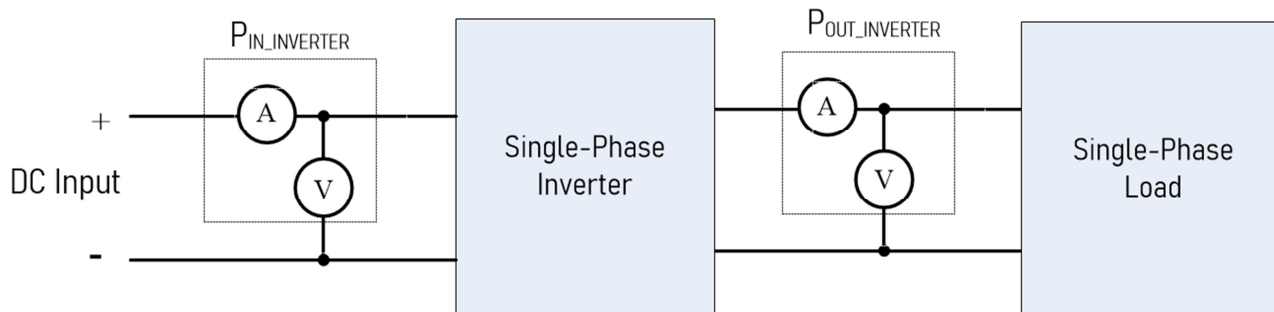 P_IN_INVERTER
A
+
DC Input
V
-
Single-Phase
Inverter
P_OUT_INVERTER
A
V
Single-Phase
Load